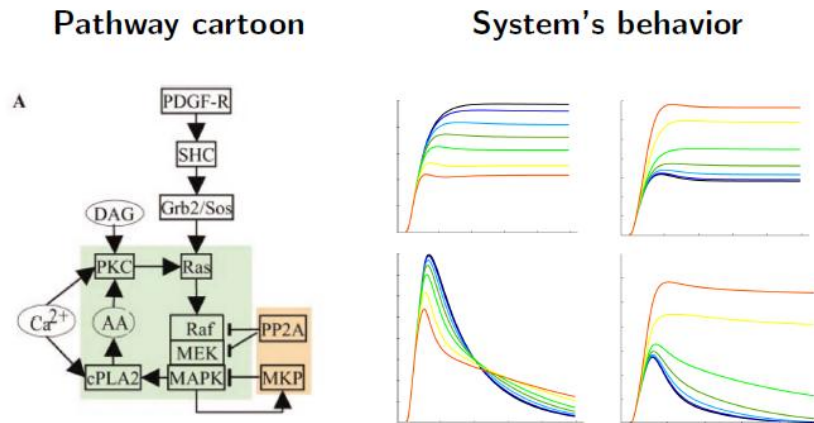 Pathway cartoon
System's behavior
A
PDGF-R
SHC
Grb2/Sos
DAG
PKC
Ras
Ca2+
AA
Raf
PP2A
MEK
cPLA2
MAPK
MKP